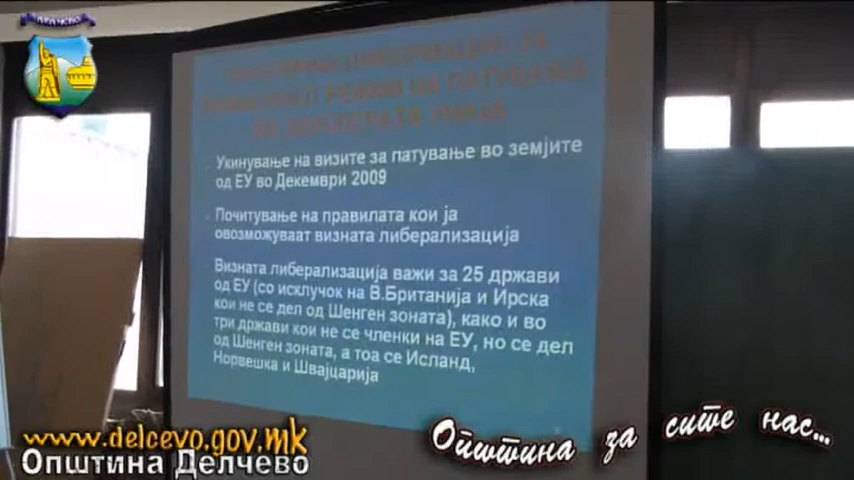 ДЕЛЧЕВО
РЕЖИМ НА ПАТУВАЊЕ
Укинување на визите за патување во земјите
од ЕУ во Декември 2009
Почитување на правилата кои ја
овозможуваат визната либерализација
Визната либерализација важи за 25 држави
од ЕУ (со исклучок на В.Британија и Ирска
кои не се дел од Шенген зоната), како и во
три држави кои не се членки на ЕУ, но се дел
од Шенген зоната, а тоа се Исланд,
Норвешка и Швајцарија
www.delcevo.gov.mk
Општина Делчево
Општина за сите нас...